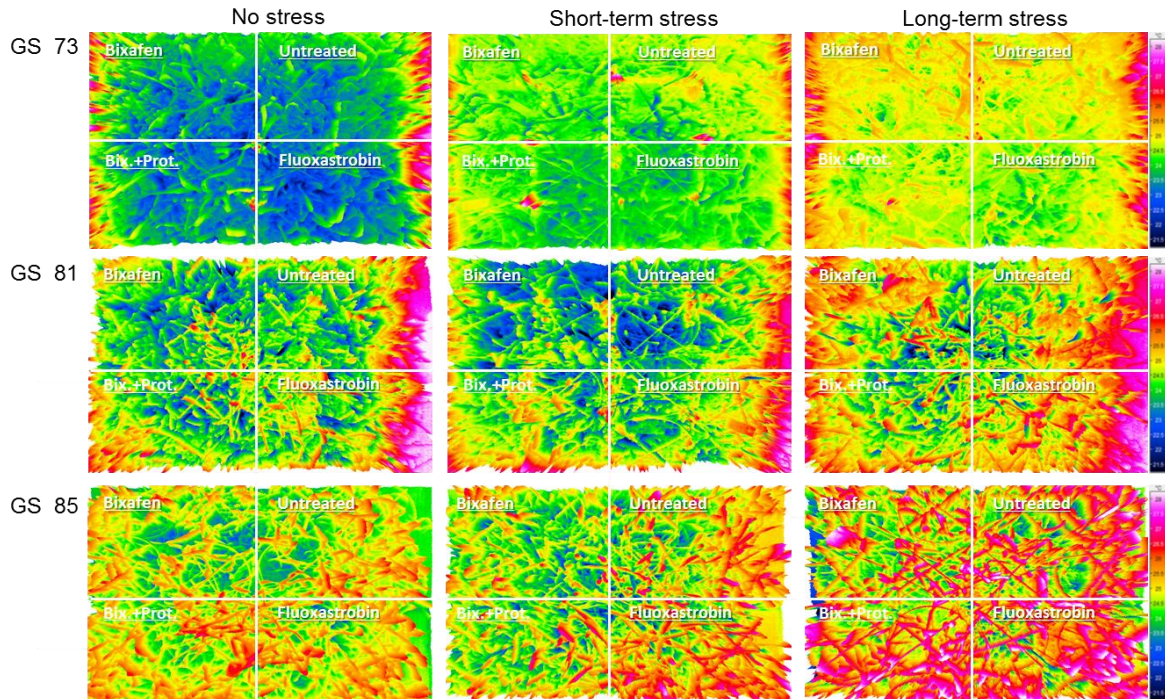 No stress Short-term stress Long-term stress
GS 73
Bixafen Untreated Bixafen Untreated Bixafen Untreated
Bix.+Prot. Fluoxastrobin Bix.+Prot. Fluoxastrobin Bix.+Prot. Fluoxastrobin
GS 81
Bixafen Untreated Bixafen Untreated Bixafen Untreated
Bix.+Prot. Fluoxastrobin Bix.+Prot. Fluoxastrobin Bix.+Prot. Fluoxastrobin
GS 85
Bixafen Untreated Bixafen Untreated Bixafen Untreated
Bix.+Prot. Fluoxastrobin Bix.+Prot. Fluoxastrobin Bix.+Prot. Fluoxastrobin